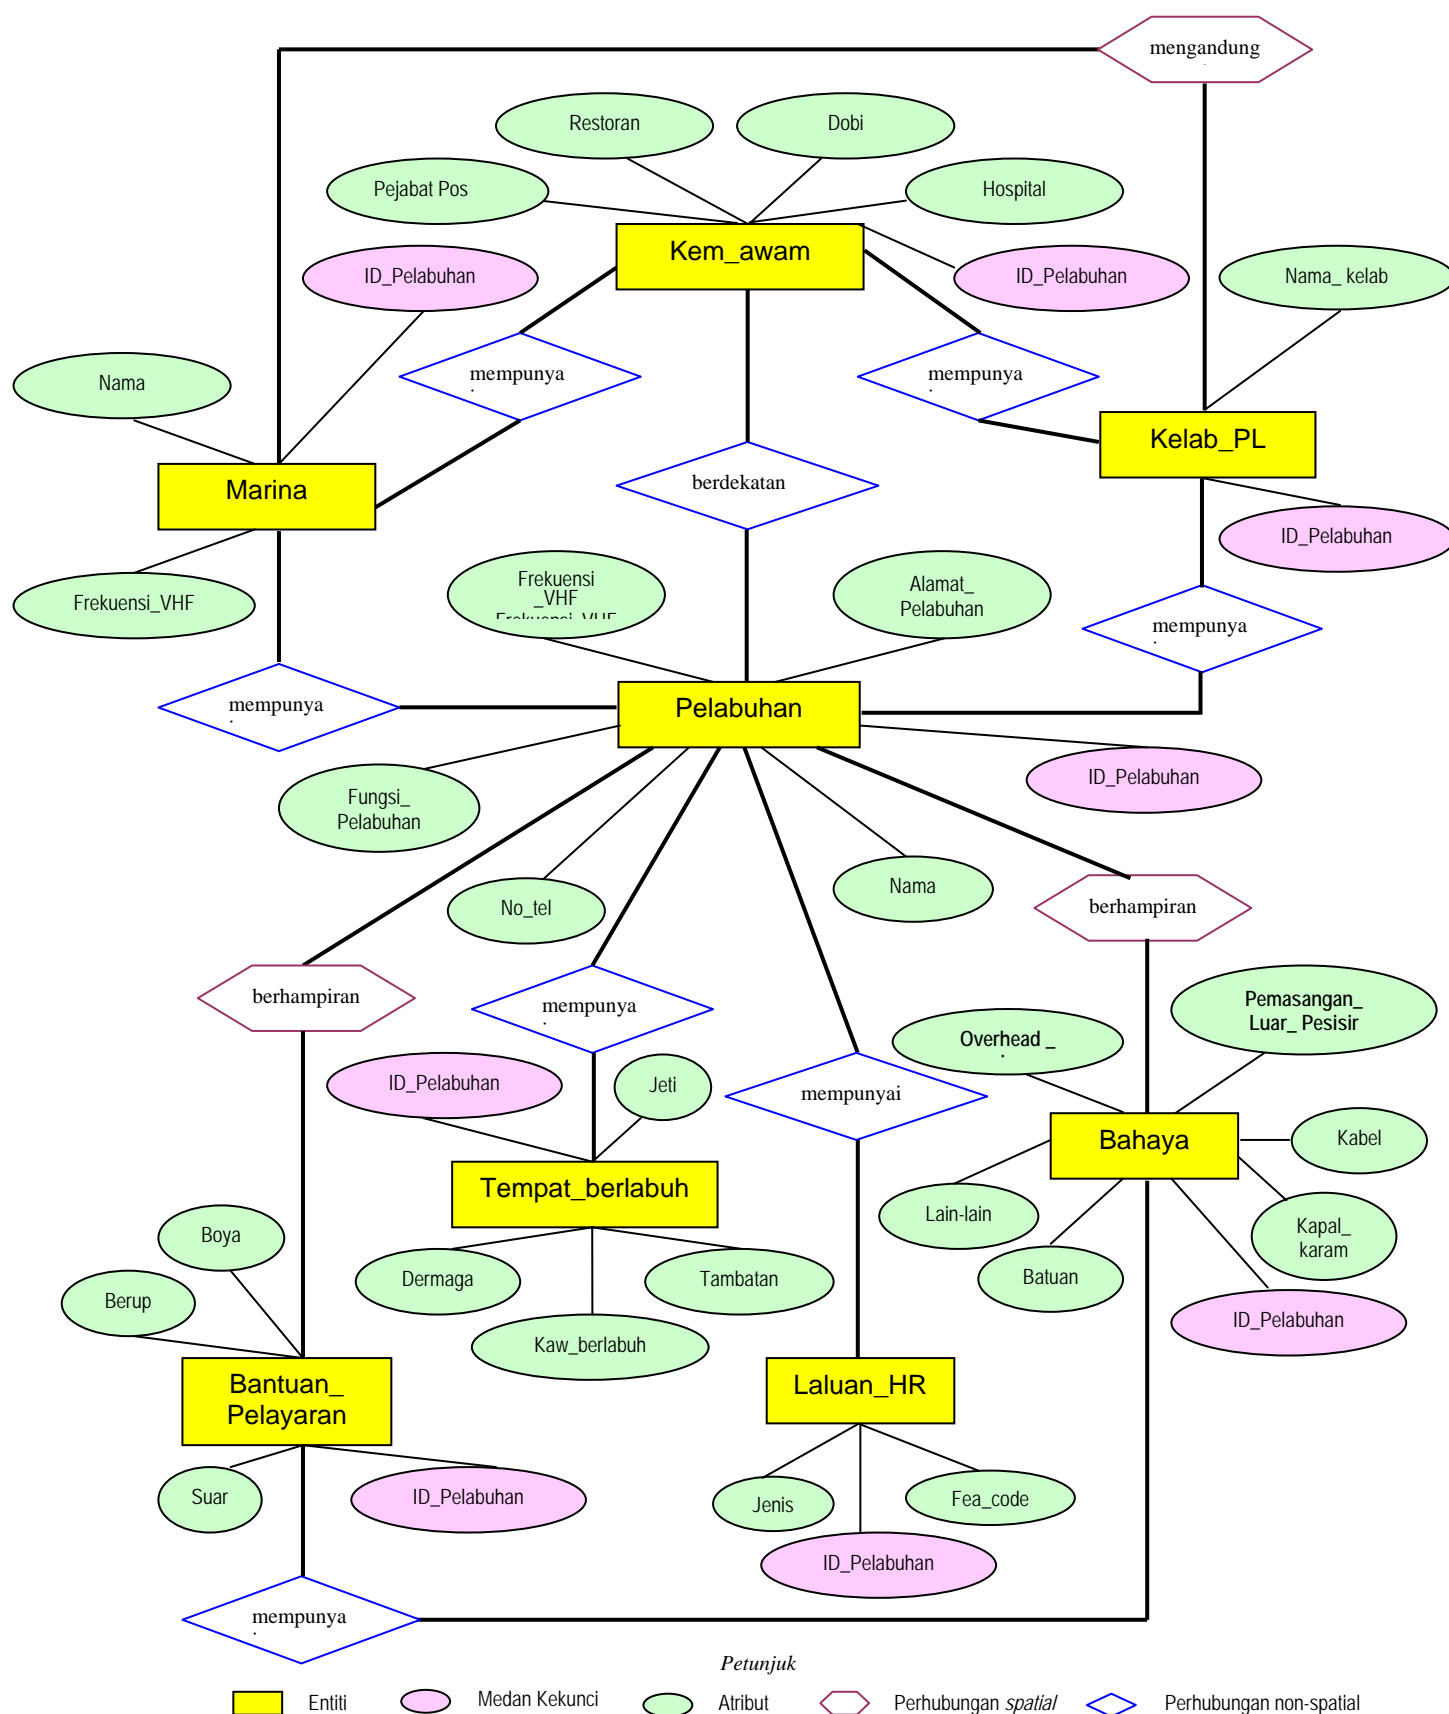 mengandung
Restoran
Dobi
Pejabat Pos
Hospital
Kem_awam
ID_Pelabuhan
ID_Pelabuhan
Nama_ kelab
Nama
mempunya
mempunya
Kelab_PL
Marina
berdekatan
ID_Pelabuhan
Frekuensi_VHF
Frekuensi
_VHF
Frekuensi_VHF
Alamat_
Pelabuhan
mempunya
mempunya
Pelabuhan
ID_Pelabuhan
Fungsi_
Pelabuhan
No_tel
Nama
berhampiran
berhampiran
mempunya
Pemasangan_
Luar_ Pesisir
Overhead _
ID_Pelabuhan
Jeti
mempunyai
Bahaya
Kabel
Tempat_berlabuh
Lain-lain
Kapal_
karam
Boya
Dermaga
Tambatan
Batuan
Berup
Kaw_berlabuh
ID_Pelabuhan
Bantuan_
Pelayaran
Laluan_HR
Suar
ID_Pelabuhan
Jenis
Fea_code
ID_Pelabuhan
mempunya
Petunjuk
Entiti
Medan Kekunci
Atribut
Perhubungan spatial
Perhubungan non-spatial